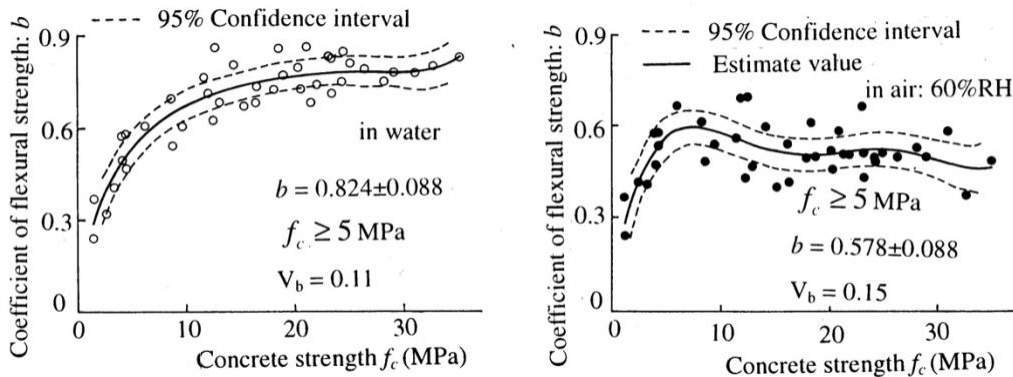 ---- 95% Confidence interval
Coefficient of flexural strength: b
0.9
0.6
0.3
0
in water
b = 0.824±0.088
f_c ≥ 5 MPa
V_b = 0.11
0 10 20 30
Concrete strength f_c (MPa)
---- 95% Confidence interval
— Estimate value
in air: 60%RH
Coefficient of flexural strength: b
0.9
0.6
0.3
0
f_c ≥ 5 MPa
b = 0.578±0.088
V_b = 0.15
0 10 20 30
Concrete strength f_c (MPa)